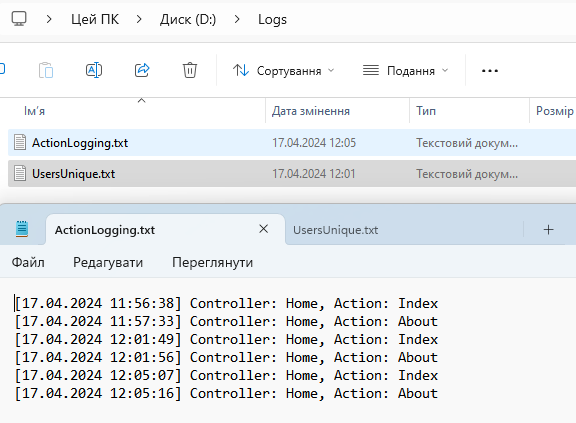 Цей ПК > Диск (D:) > Logs
Сортування Подання ...
Ім'я Дата змінення Тип Розмір
ActionLogging.txt 17.04.2024 12:05 Текстовий докум...
UsersUnique.txt 17.04.2024 12:01 Текстовий докум...
ActionLogging.txt × UsersUnique.txt +
Файл Редагувати Переглянути
[17.04.2024 11:56:38] Controller: Home, Action: Index
[17.04.2024 11:57:33] Controller: Home, Action: About
[17.04.2024 12:01:49] Controller: Home, Action: Index
[17.04.2024 12:01:56] Controller: Home, Action: About
[17.04.2024 12:05:07] Controller: Home, Action: Index
[17.04.2024 12:05:16] Controller: Home, Action: About